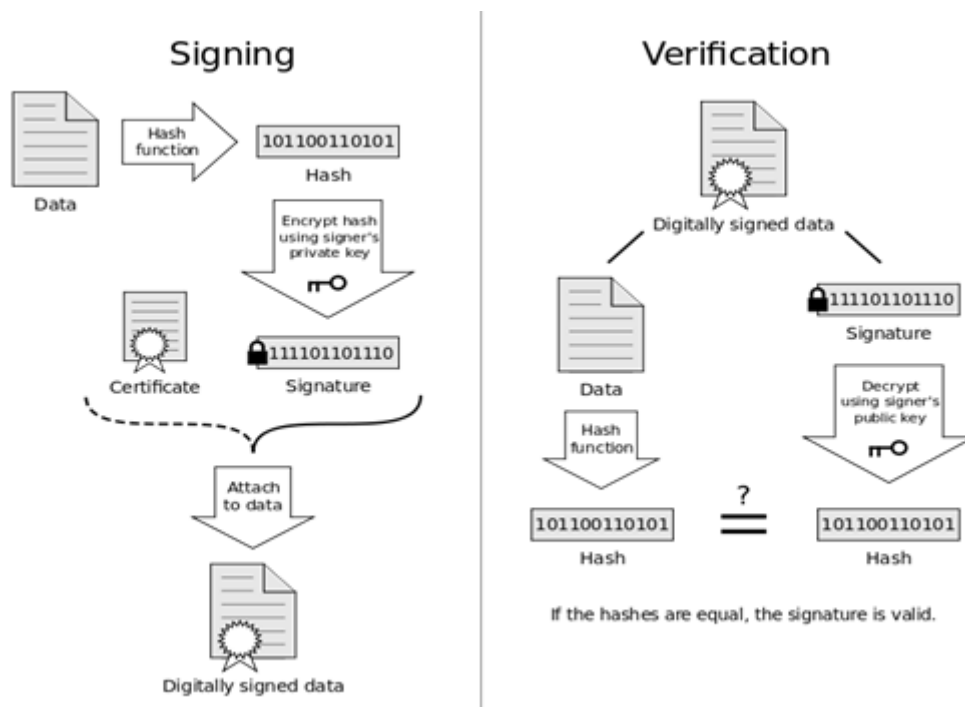 Signing
Hash
function
101100110101
Data
Hash
Encrypt hash
using signer's
private key
111101101110
Certificate
Signature
Attach
to data
Digitally signed data
Verification
Digitally signed data
111101101110
Signature
Data
Decrypt
using signer's
public key
Hash
function
?
101100110101
101100110101
Hash
Hash
If the hashes are equal, the signature is valid.